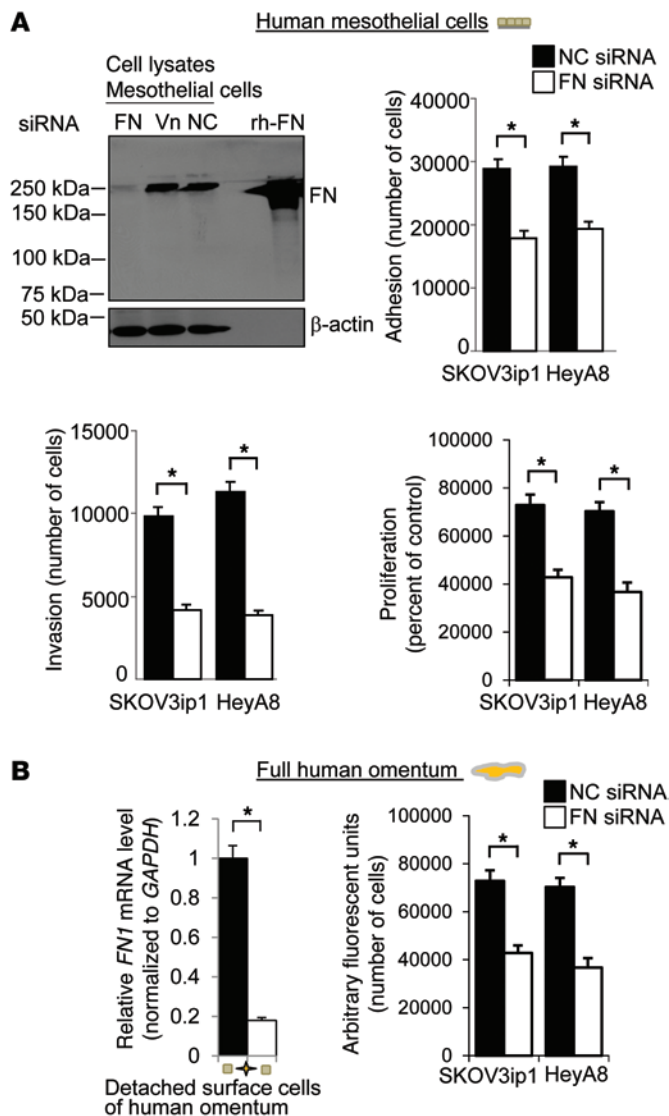 A
Human mesothelial cells
Cell lysates
Mesothelial cells
siRNA
FN Vn NC rh-FN
250 kDa
150 kDa
100 kDa
75 kDa
50 kDa
FN
β-actin
NC siRNA
FN siRNA
Adhesion (number of cells)
40000
30000
20000
10000
0
* *
SKOV3ip1 HeyA8
Invasion (number of cells)
15000
10000
5000
0
* *
SKOV3ip1 HeyA8
Proliferation
(percent of control)
100000
80000
60000
40000
20000
0
* *
SKOV3ip1 HeyA8
B
Full human omentum
Relative FN1 mRNA level
(normalized to GAPDH)
1.2
1
0.8
0.6
0.4
0.2
0
*
Detached surface cells
of human omentum
NC siRNA
FN siRNA
Arbitrary fluorescent units
(number of cells)
100000
80000
60000
40000
20000
0
* *
SKOV3ip1 HeyA8